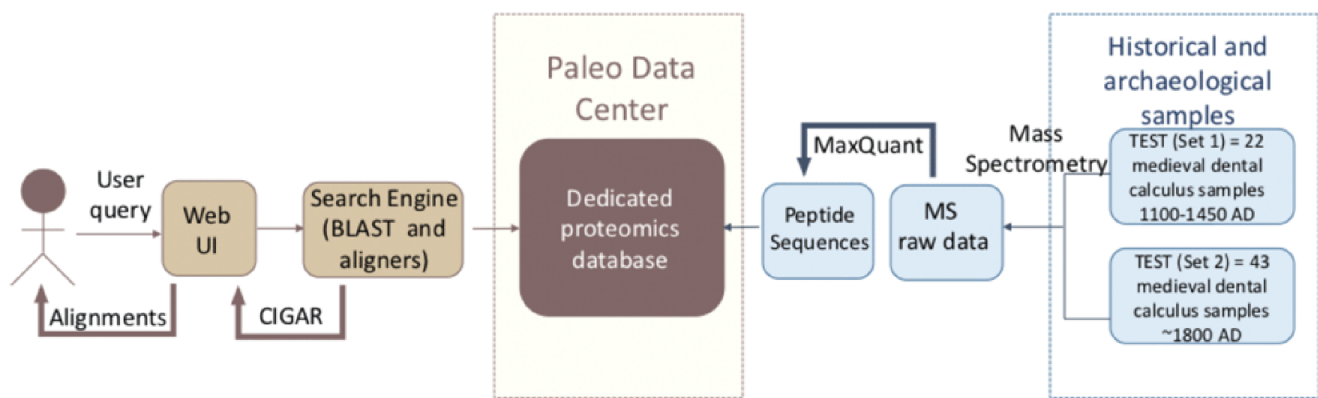 User
query
Web
UI
Alignments
Search Engine
(BLAST and
aligners)
CIGAR
Paleo Data
Center
Dedicated
proteomics
database
MaxQuant
Peptide
Sequences
MS
raw data
Mass
Spectrometry
Historical and
archaeological
samples
TEST (Set 1) = 22
medieval dental
calculus samples
1100-1450 AD
TEST (Set 2) = 43
medieval dental
calculus samples
~1800 AD